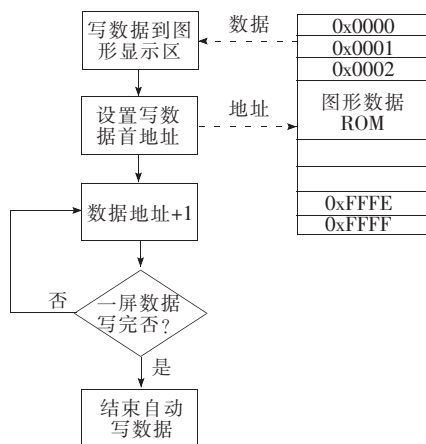 写数据到图
形显示区
数据
设置写数
据首地址
地址
数据地址+1
否
一屏数据
写完否?
是
结束自动
写数据
0x0000
0x0001
0x0002
图形数据
ROM
0xFFFE
0xFFFF